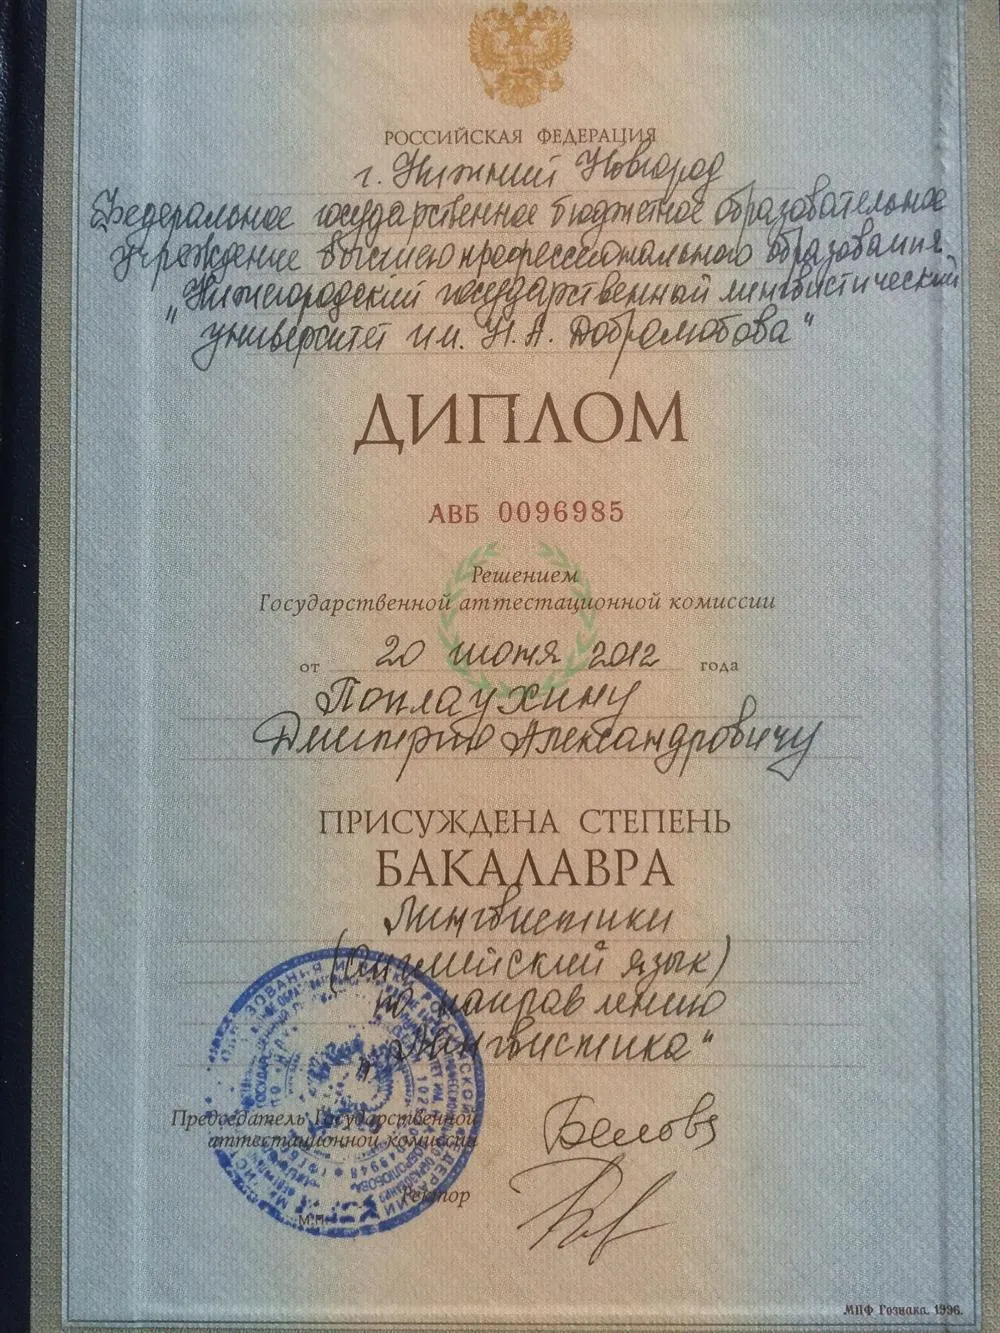 РОССИЙСКАЯ ФЕДЕРАЦИЯ
г. Нижний Новгород
Федеральное государственное бюджетное образовательное
учреждение высшего профессионального образования
"Нижегородский государственный лингвистический
университет им. Н.А. Добролюбова"
ДИПЛОМ
АВБ 0096985
Решением
Государственной аттестационной комиссии
от 20 июня 2012 года
Поплаухину
Дмитрию Александровичу
ПРИСУЖДЕНА СТЕПЕНЬ
БАКАЛАВРА
Лингвистики
(английский язык)
по направлению
"Лингвистика"
Председатель Государственной
аттестационной комиссии
Белова
Ректор
М.П.
МПФ Гознака. 1996.